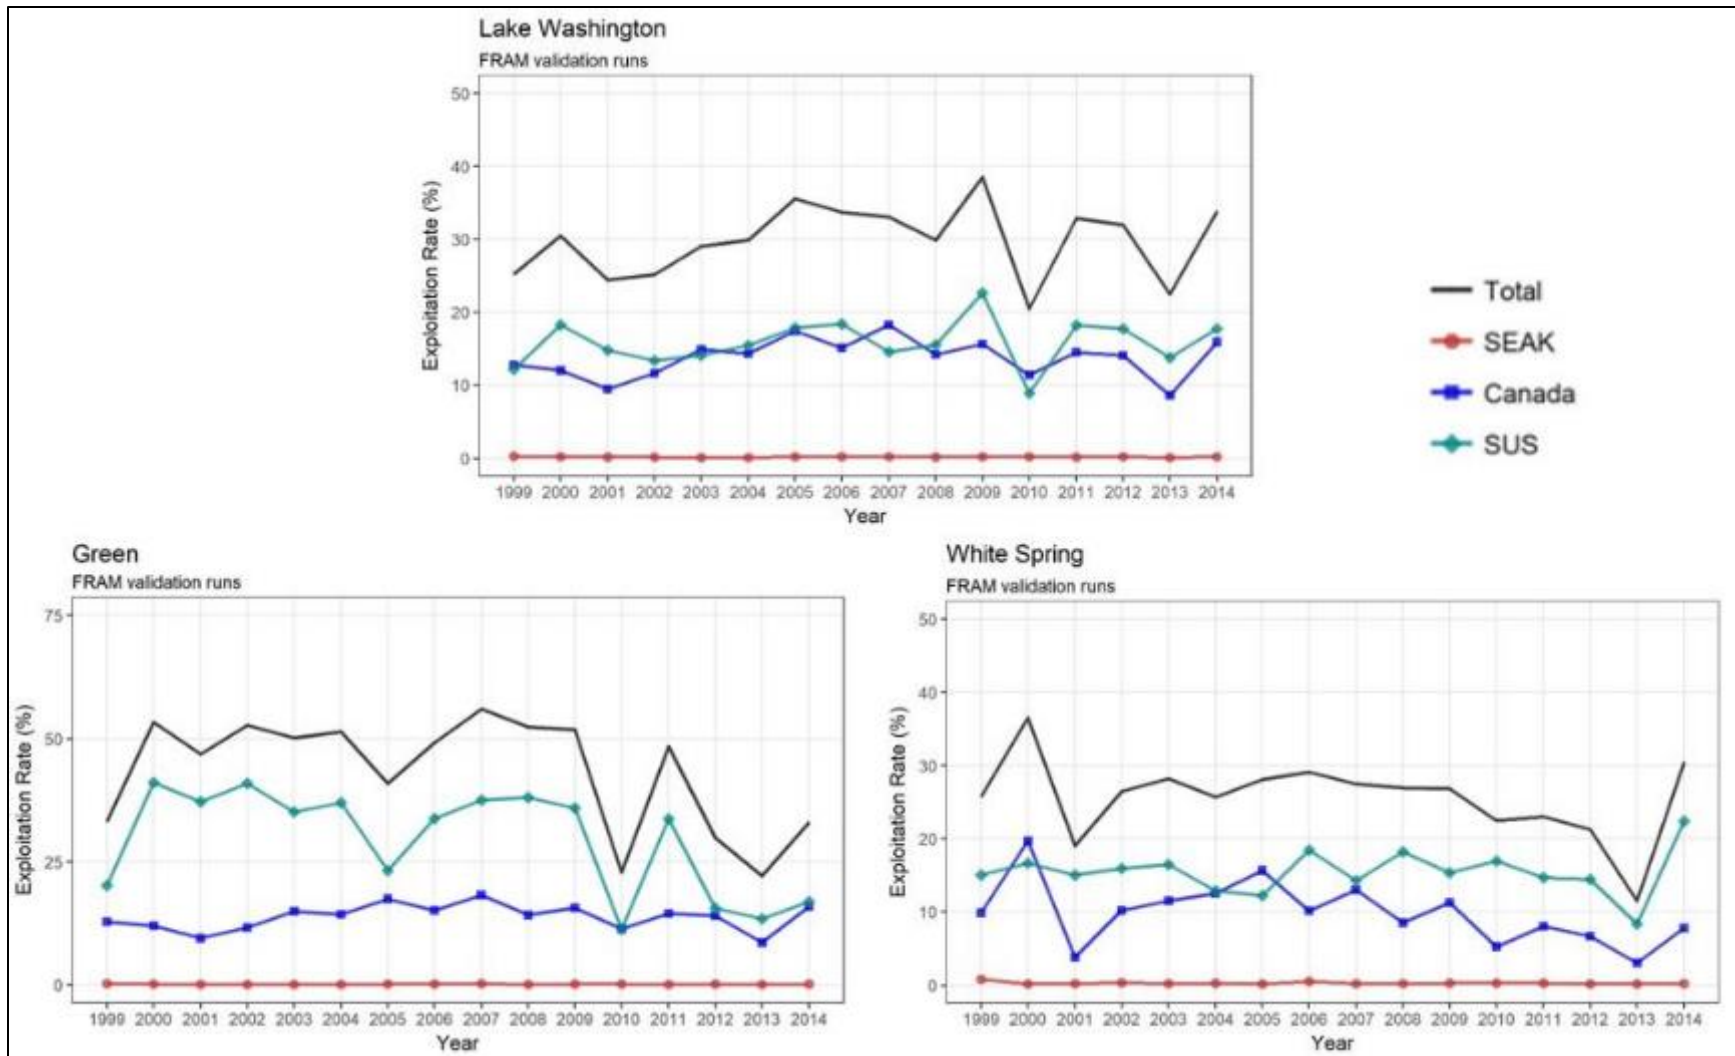 Lake Washington
FRAM validation runs
50
40
30
20
10
0
Exploitation Rate (%)
1999 2000 2001 2002 2003 2004 2005 2006 2007 2008 2009 2010 2011 2012 2013 2014
Year
Total
SEAK
Canada
SUS
Green
FRAM validation runs
75
50
25
0
Exploitation Rate (%)
1999 2000 2001 2002 2003 2004 2005 2006 2007 2008 2009 2010 2011 2012 2013 2014
Year
White Spring
FRAM validation runs
50
40
30
20
10
0
Exploitation Rate (%)
1999 2000 2001 2002 2003 2004 2005 2006 2007 2008 2009 2010 2011 2012 2013 2014
Year